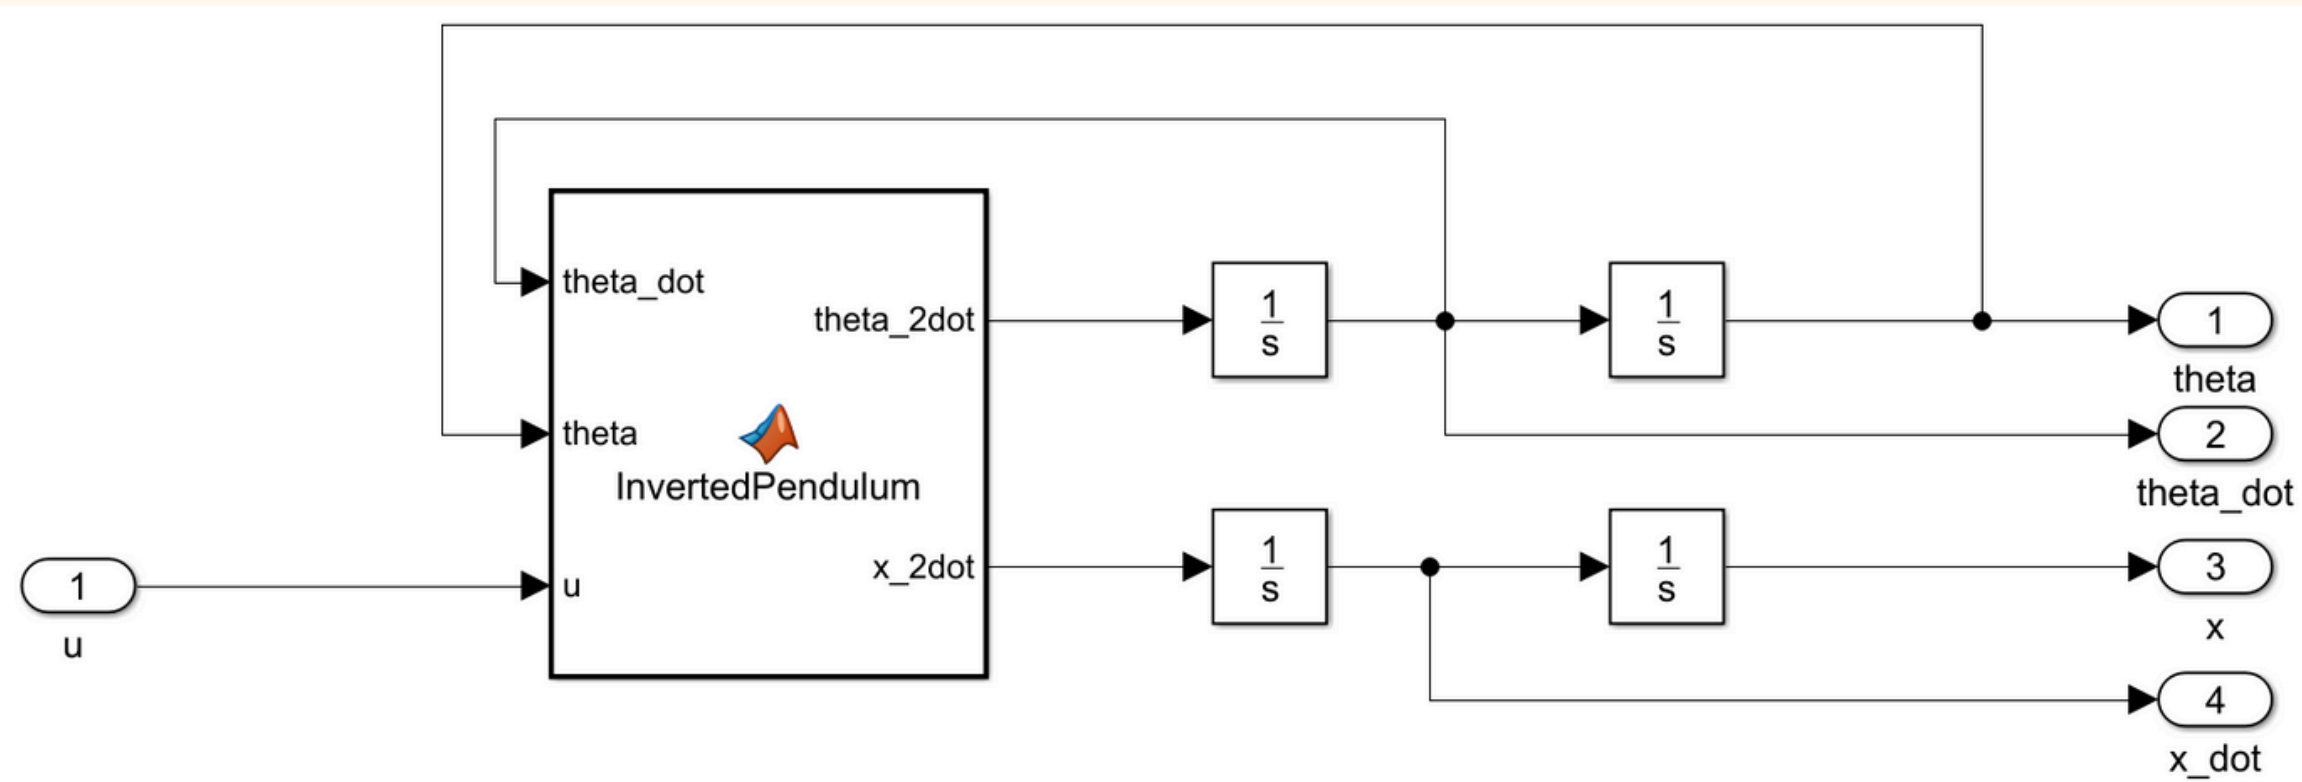 theta_dot
theta_2dot
1
s
1
s
1
theta
theta
2
theta_dot
InvertedPendulum
x_2dot
1
s
1
s
3
x
1
u
u
4
x_dot